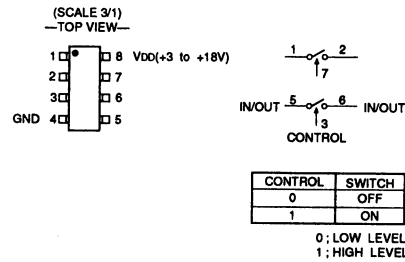 (SCALE 3/1)
—TOP VIEW—
1 8 VDD(+3 to +18V)
2 7
3 6
GND 4 5
1 2
7
IN/OUT 5 6 IN/OUT
3
CONTROL
CONTROL SWITCH
0 OFF
1 ON
0 ; LOW LEVEL
1 ; HIGH LEVEL